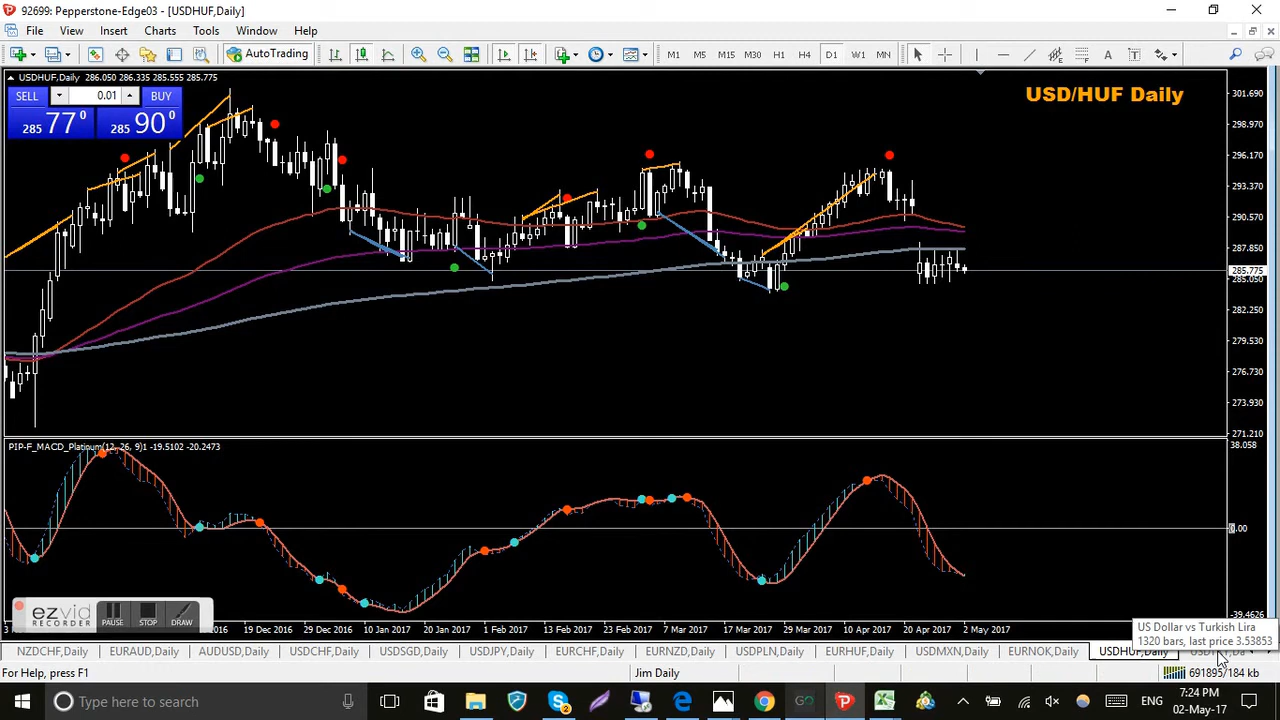 92699: Pepperstone-Edge03 - [USDHUF,Daily]
File View Insert Charts Tools Window Help
AutoTrading M1 M5 M15 M30 H1 H4 D1 W1 MN
USDHUF,Daily 286.050 286.335 285.555 285.775
SELL 0.01 BUY
285 77 0 285 90 0
USD/HUF Daily
301.690
298.970
296.170
293.370
290.570
287.850
285.775
285.050
282.250
279.530
276.730
273.930
271.210
PIP-F_MACD_Platinum(12, 26, 9)1 -19.5102 -20.2473
38.058
0.00
-39.4626
ezvid
RECORDER
PAUSE STOP DRAW
2016 19 Dec 2016 29 Dec 2016 10 Jan 2017 20 Jan 2017 1 Feb 2017 13 Feb 2017 23 Feb 2017 7 Mar 2017 17 Mar 2017 29 Mar 2017 10 Apr 2017 20 Apr 2017 2 May 2017
US Dollar vs Turkish Lira
1320 bars, last price 3.53853
NZDCHF,Daily EURAUD,Daily AUDUSD,Daily USDCHF,Daily USDSGD,Daily USDJPY,Daily EURCHF,Daily EURNZD,Daily USDPLN,Daily EURHUF,Daily USDMXN,Daily EURNOK,Daily USDHUF,Daily
For Help, press F1 Jim Daily 691895/184 kb
Type here to search
GO
2
ENG
7:24 PM
02-May-17